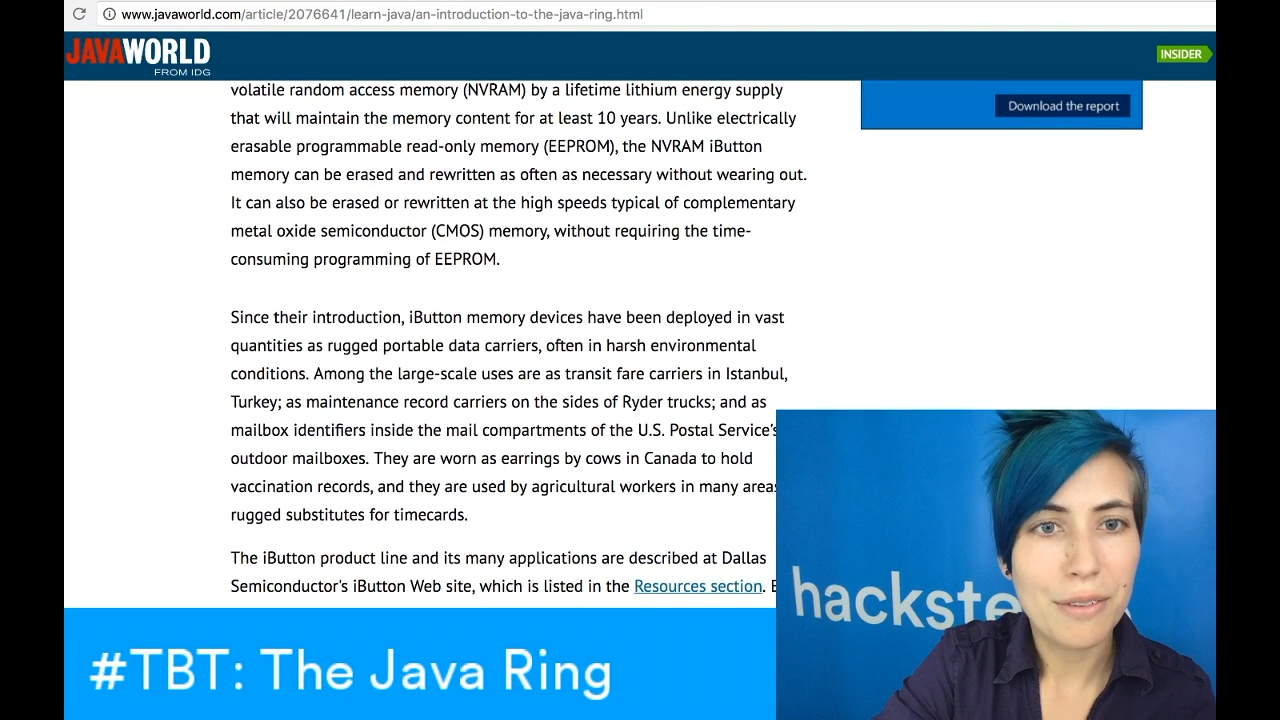 www.javaworld.com/article/2076641/learn-java/an-introduction-to-the-java-ring.html
JAVAWORLD
FROM IDG
INSIDER
volatile random access memory (NVRAM) by a lifetime lithium energy supply
that will maintain the memory content for at least 10 years. Unlike electrically
erasable programmable read-only memory (EEPROM), the NVRAM iButton
memory can be erased and rewritten as often as necessary without wearing out.
It can also be erased or rewritten at the high speeds typical of complementary
metal oxide semiconductor (CMOS) memory, without requiring the time-
consuming programming of EEPROM.
Download the report
Since their introduction, iButton memory devices have been deployed in vast
quantities as rugged portable data carriers, often in harsh environmental
conditions. Among the large-scale uses are as transit fare carriers in Istanbul,
Turkey; as maintenance record carriers on the sides of Ryder trucks; and as
mailbox identifiers inside the mail compartments of the U.S. Postal Service's
outdoor mailboxes. They are worn as earrings by cows in Canada to hold
vaccination records, and they are used by agricultural workers in many areas
rugged substitutes for timecards.
The iButton product line and its many applications are described at Dallas
Semiconductor's iButton Web site, which is listed in the Resources section.
hackste
#TBT: The Java Ring